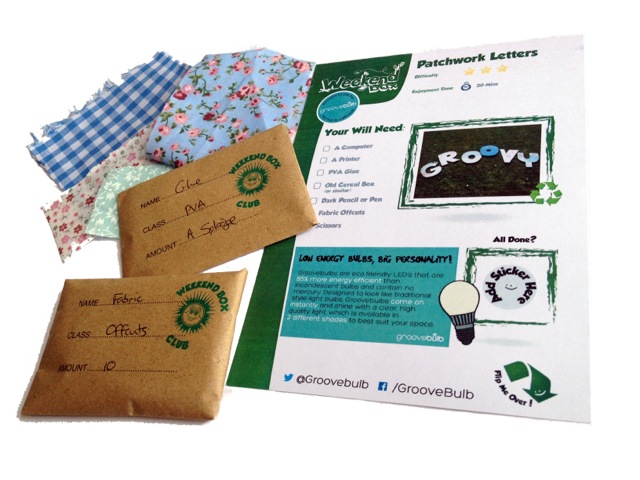 Weekend
BOX
groovebulb
Patchwork Letters
Difficulty
Enjoyment Time 20 Mins
Your Will Need:
A Computer
A Printer
PVA Glue
Old Cereal Box
(or similar)
Dark Pencil or Pen
Fabric Offcuts
Scissors
GROOVY
All Done?
Add Sticker Here
LOW ENERGY BULBS, BIG PERSONALITY!
Groovebulbs are eco friendly LEDs that are
85% more energy efficient than
incandescent bulbs and contain no
mercury. Designed to look like traditional
style light bulbs, Groovebulbs come on
instantly and shine with a clear, high
quality light, which is available in
2 different shades to best suit your space.
groovebulb
@Groovebulb /GrooveBulb
Flip Me Over!
NAME Glue
CLASS PVA
AMOUNT A Splodge
WEEKEND BOX
CLUB
NAME Fabric
CLASS Offcuts
AMOUNT 10
WEEKEND BOX
CLUB